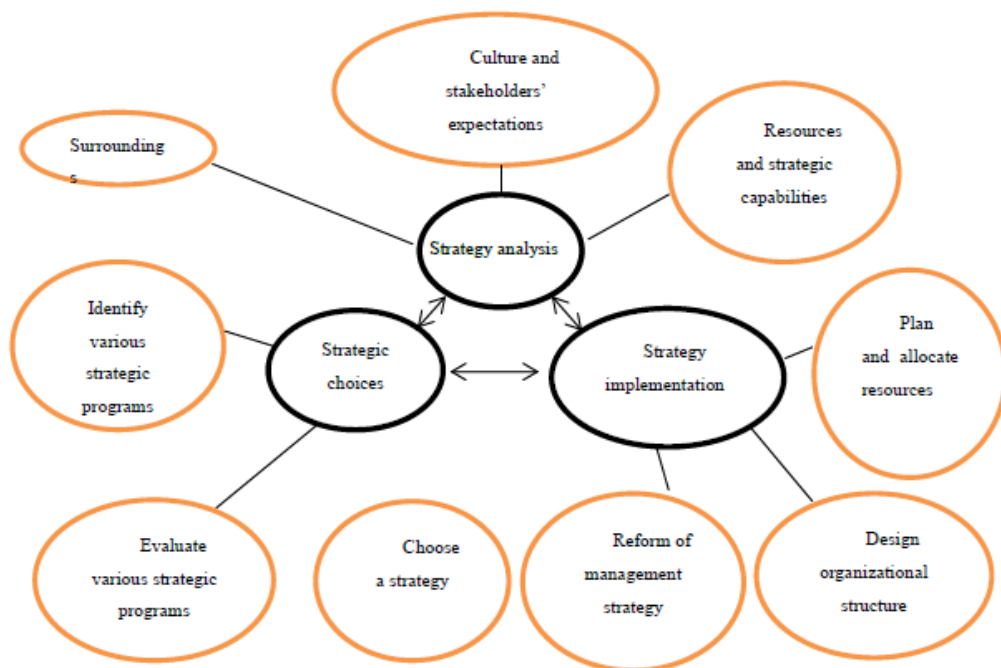 Culture and
stakeholders’
expectations
Surrounding
s
Resources
and strategic
capabilities
Strategy analysis
Identify
various
strategic
programs
Strategic
choices
Strategy
implementation
Plan
and allocate
resources
Evaluate
various strategic
programs
Choose
a strategy
Reform of
management
strategy
Design
organizational
structure